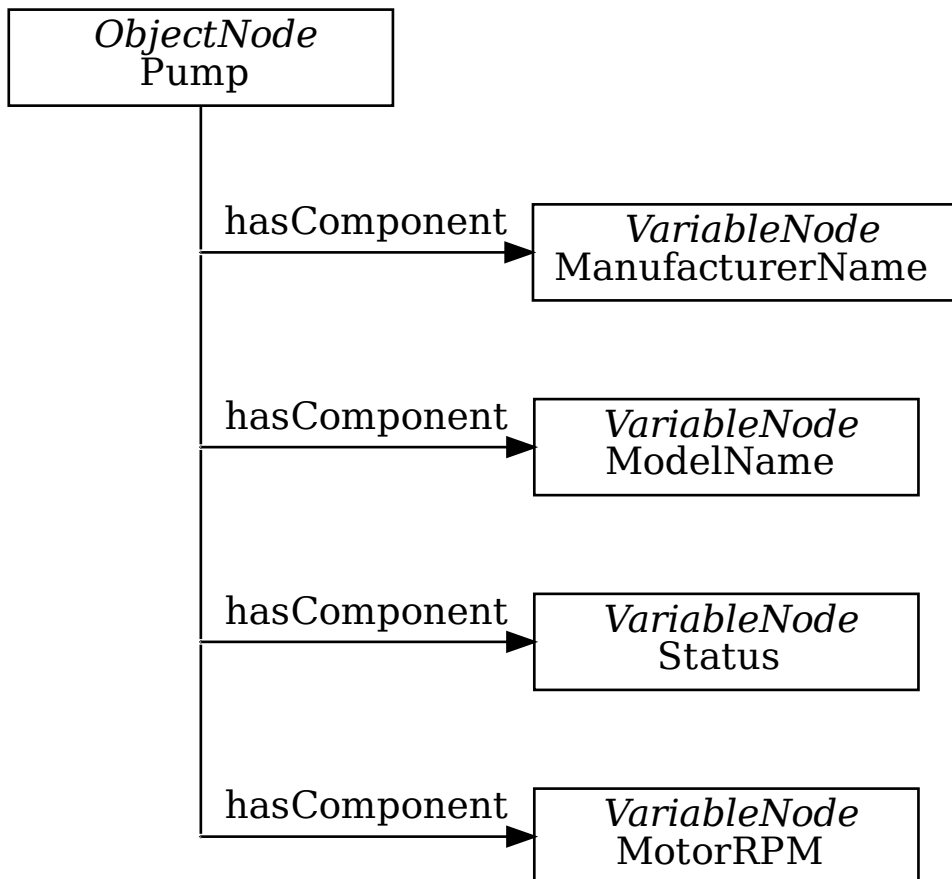 ObjectNode
Pump
hasComponent
VariableNode
ManufacturerName
hasComponent
VariableNode
ModelName
hasComponent
VariableNode
Status
hasComponent
VariableNode
MotorRPM